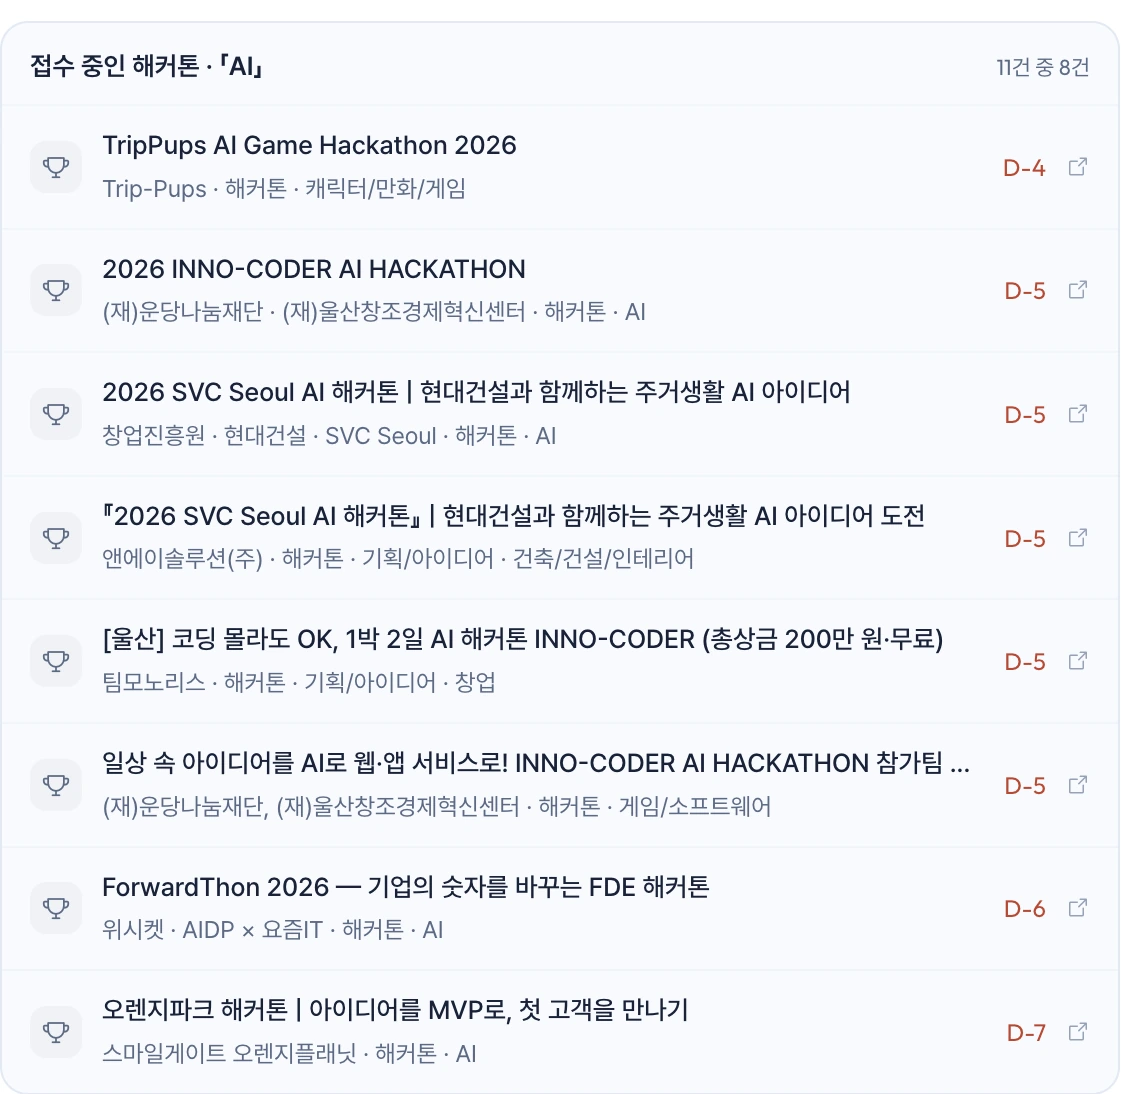 접수 중인 해커톤 · 「AI」
11건 중 8건
TripPups AI Game Hackathon 2026
Trip-Pups · 해커톤 · 캐릭터/만화/게임
D-4
2026 INNO-CODER AI HACKATHON
(재)운당나눔재단 · (재)울산창조경제혁신센터 · 해커톤 · AI
D-5
2026 SVC Seoul AI 해커톤 | 현대건설과 함께하는 주거생활 AI 아이디어
창업진흥원 · 현대건설 · SVC Seoul · 해커톤 · AI
D-5
『2026 SVC Seoul AI 해커톤』 | 현대건설과 함께하는 주거생활 AI 아이디어 도전
앤에이솔루션(주) · 해커톤 · 기획/아이디어 · 건축/건설/인테리어
D-5
[울산] 코딩 몰라도 OK, 1박 2일 AI 해커톤 INNO-CODER (총상금 200만 원·무료)
팀모노리스 · 해커톤 · 기획/아이디어 · 창업
D-5
일상 속 아이디어를 AI로 웹·앱 서비스로! INNO-CODER AI HACKATHON 참가팀 ...
(재)운당나눔재단, (재)울산창조경제혁신센터 · 해커톤 · 게임/소프트웨어
D-5
ForwardThon 2026 — 기업의 숫자를 바꾸는 FDE 해커톤
위시켓 · AIDP × 요즘IT · 해커톤 · AI
D-6
오렌지파크 해커톤 | 아이디어를 MVP로, 첫 고객을 만나기
스마일게이트 오렌지플래닛 · 해커톤 · AI
D-7